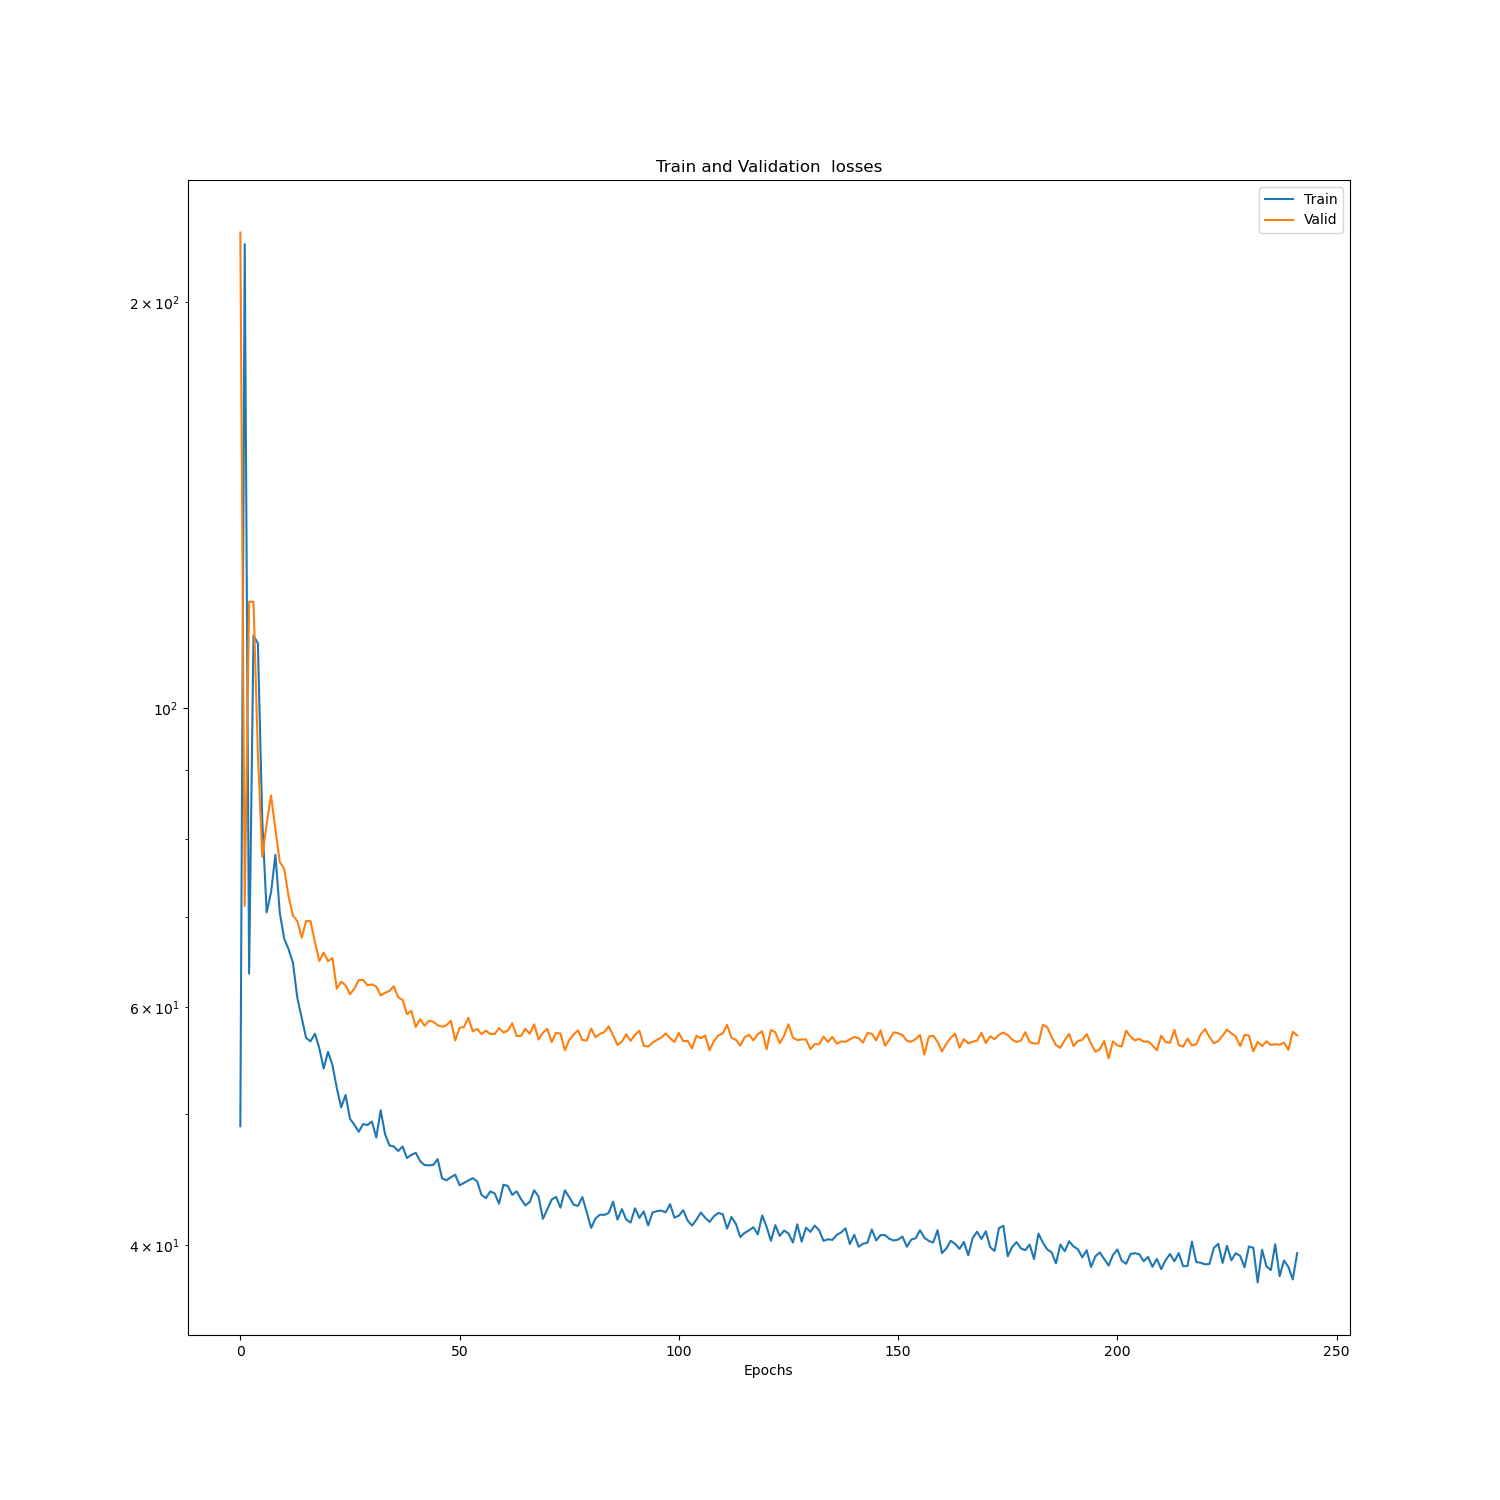 Train and Validation  losses
Train
Valid
2 × 10²
10²
6 × 10¹
4 × 10¹
0 50 100 150 200 250
Epochs